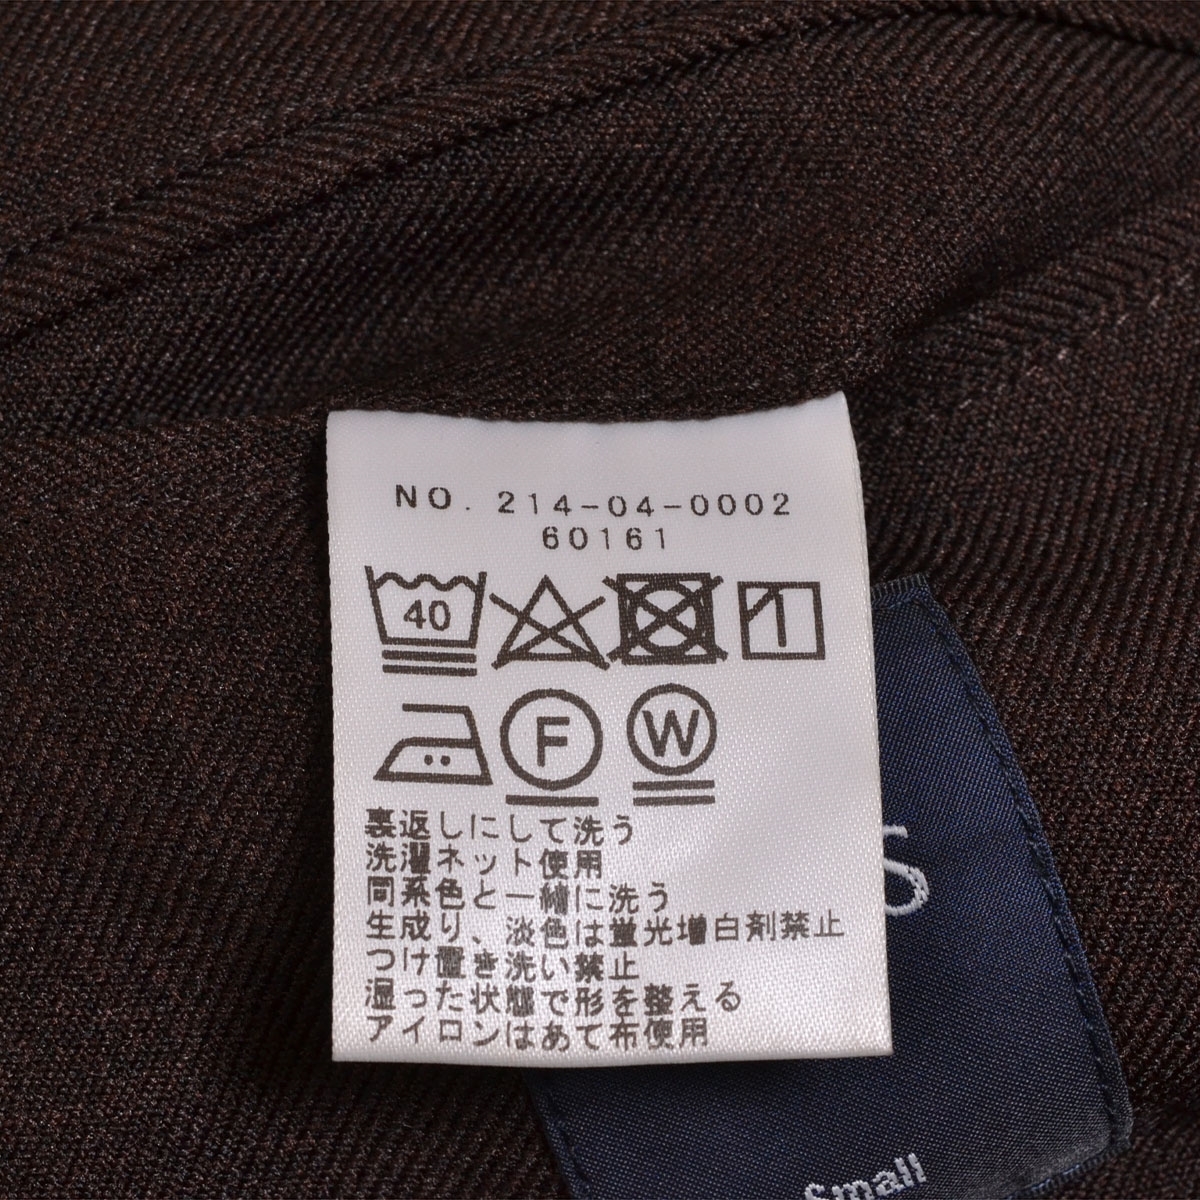 NO. 214-04-0002
60161
40
F
W
裏返しにして洗う
洗濯ネット使用
同系色と一緒に洗う
生成り、淡色は蛍光増白剤禁止
つけ置き洗い禁止
湿った状態で形を整える
アイロンはあて布使用
S
Small